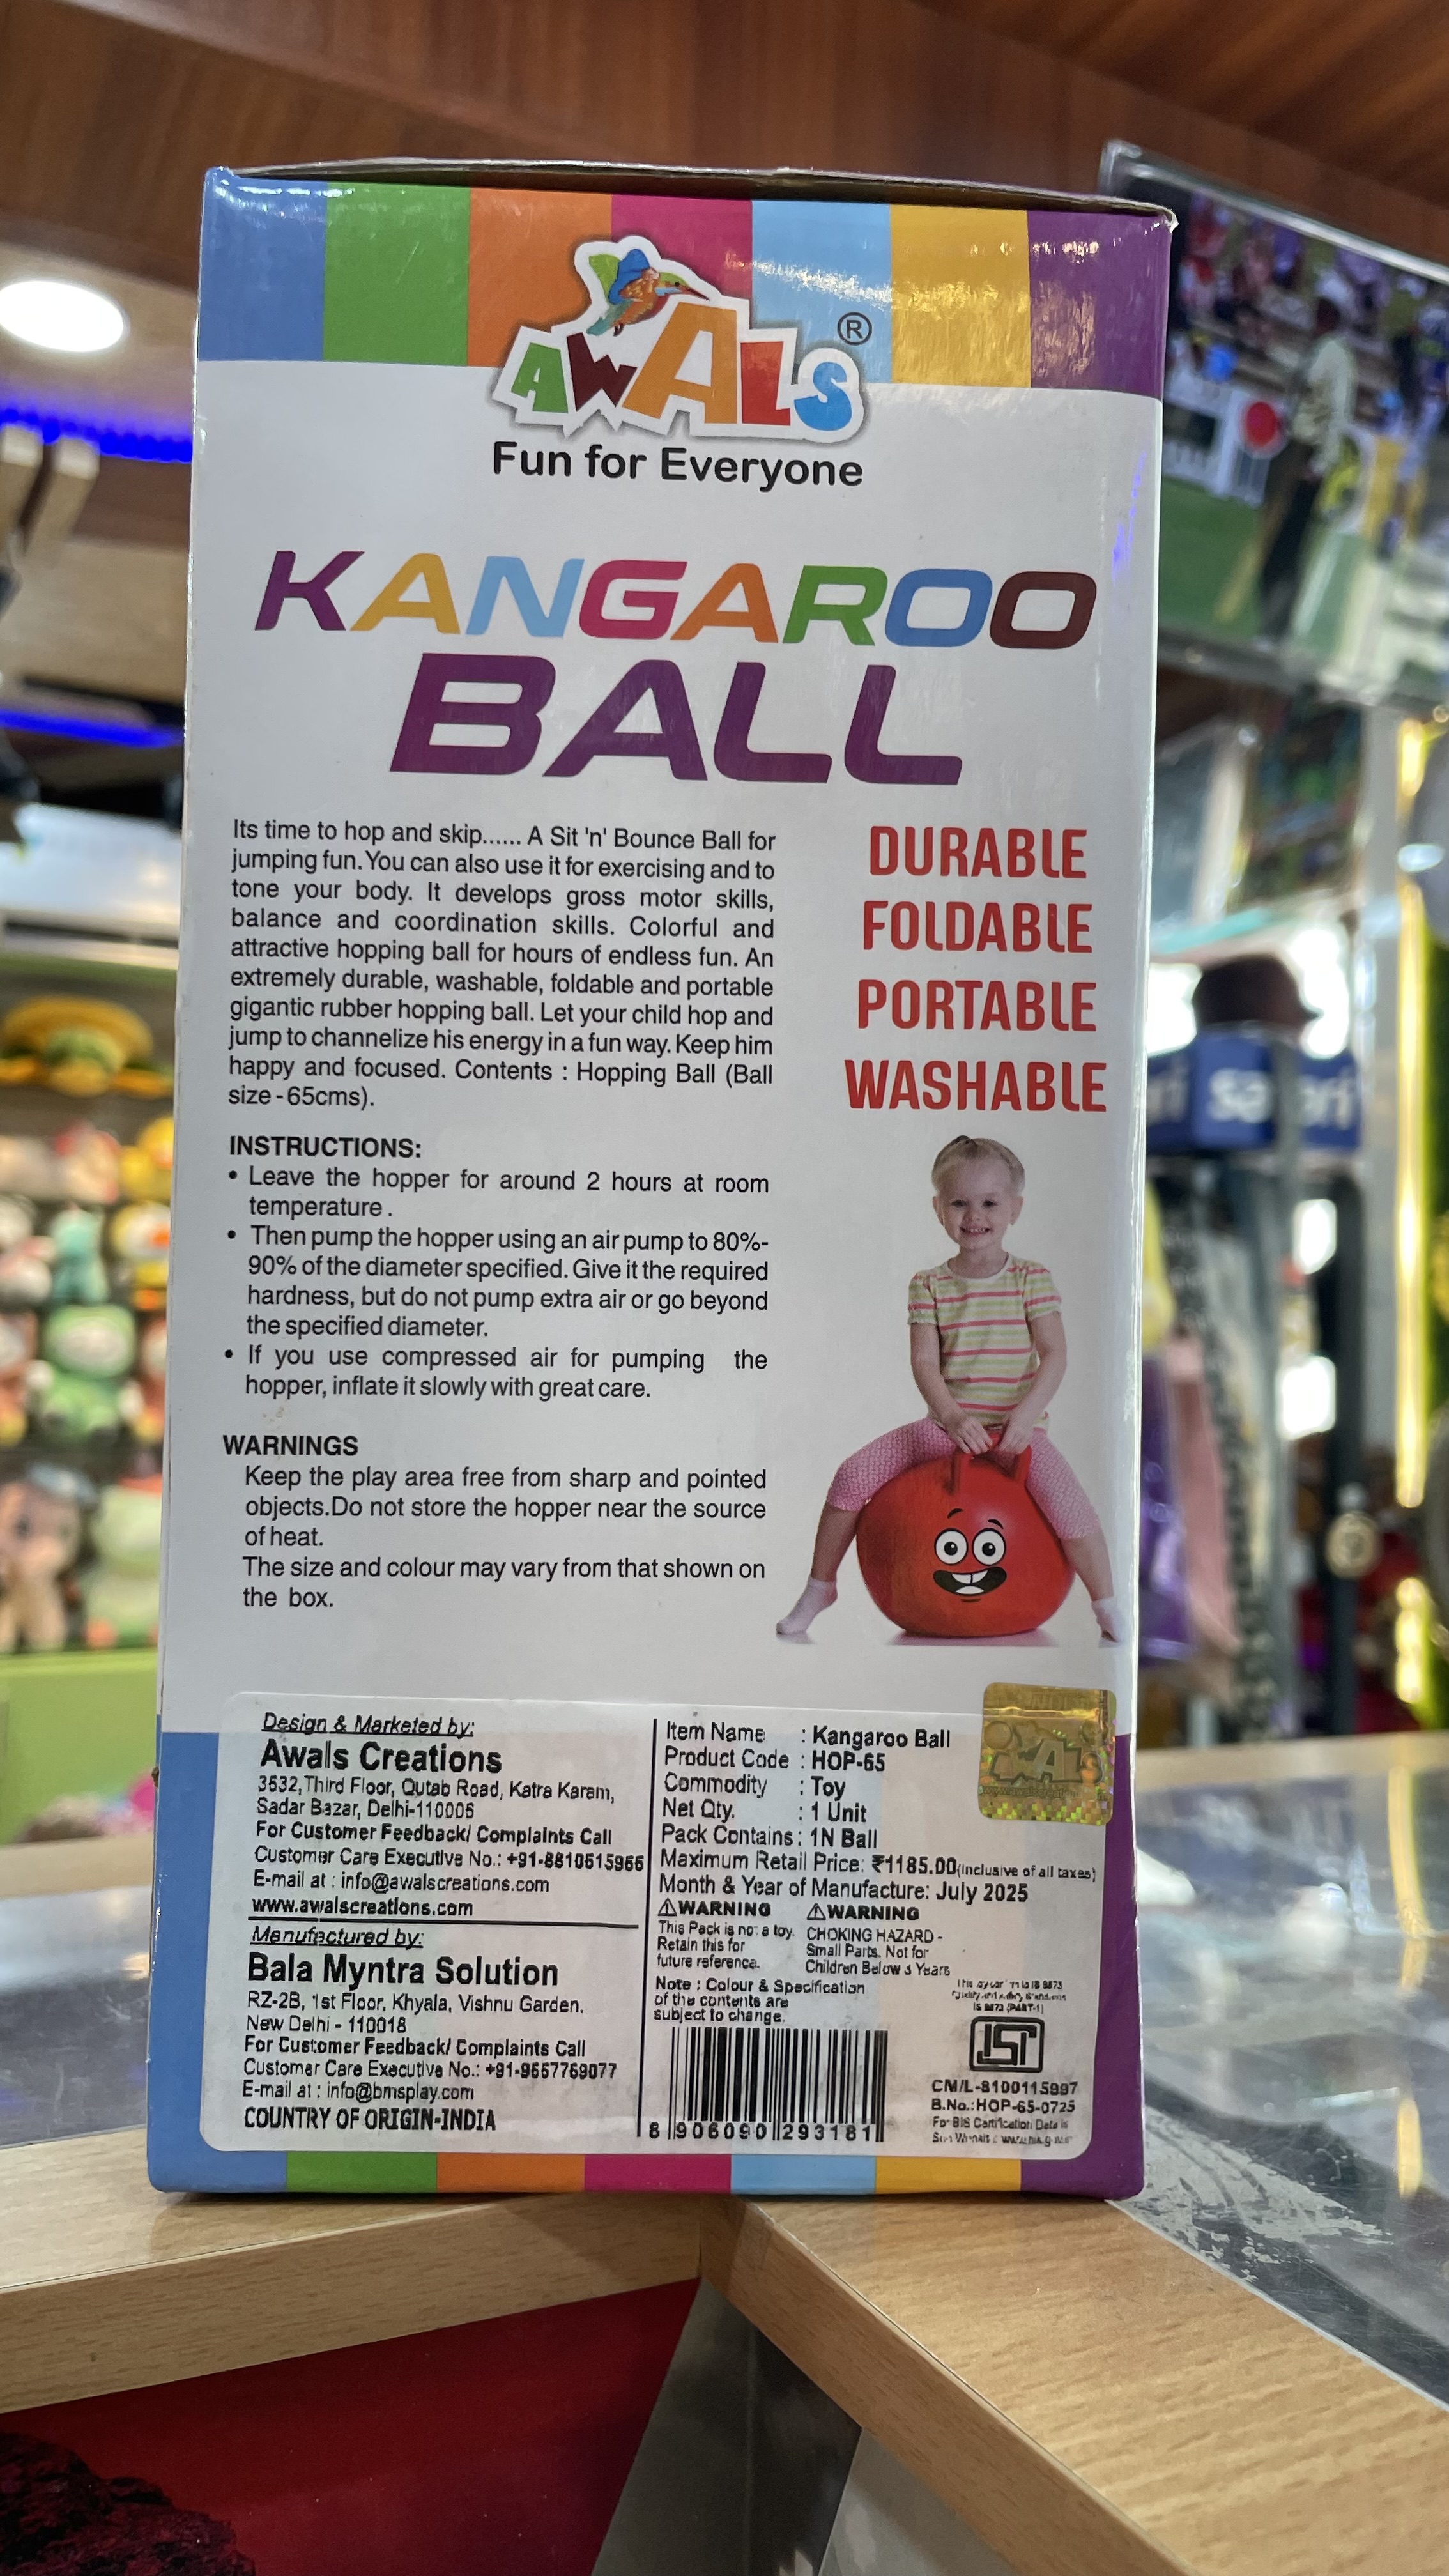 AWALS ®
Fun for Everyone
KANGAROO
BALL
Its time to hop and skip...... A Sit 'n' Bounce Ball for
jumping fun. You can also use it for exercising and to
tone your body. It develops gross motor skills,
balance and coordination skills. Colorful and
attractive hopping ball for hours of endless fun. An
extremely durable, washable, foldable and portable
gigantic rubber hopping ball. Let your child hop and
jump to channelize his energy in a fun way. Keep him
happy and focused. Contents : Hopping Ball (Ball
size - 65cms).
DURABLE
FOLDABLE
PORTABLE
WASHABLE
INSTRUCTIONS:
• Leave the hopper for around 2 hours at room
temperature .
• Then pump the hopper using an air pump to 80%-
90% of the diameter specified. Give it the required
hardness, but do not pump extra air or go beyond
the specified diameter.
• If you use compressed air for pumping the
hopper, inflate it slowly with great care.
WARNINGS
Keep the play area free from sharp and pointed
objects.Do not store the hopper near the source
of heat.
The size and colour may vary from that shown on
the box.
Design & Marketed by:
Awals Creations
3532, Third Floor, Qutab Road, Katra Karam,
Sadar Bazar, Delhi-110006
For Customer Feedback/ Complaints Call
Customer Care Executive No.: +91-8810615966
E-mail at : info@awalscreations.com
www.awalscreations.com
Manufactured by:
Bala Myntra Solution
RZ-2B, 1st Floor, Khyala, Vishnu Garden,
New Delhi - 110018
For Customer Feedback/ Complaints Call
Customer Care Executive No.: +91-9667769077
E-mail at : info@bmsplay.com
COUNTRY OF ORIGIN-INDIA
Item Name : Kangaroo Ball
Product Code : HOP-65
Commodity : Toy
Net Qty. : 1 Unit
Pack Contains : 1N Ball
Maximum Retail Price: ₹1185.00(inclusive of all taxes)
Month & Year of Manufacture: July 2025
⚠WARNING
This Pack is not a toy.
Retain this for
future reference.
⚠WARNING
CHOKING HAZARD -
Small Parts. Not for
Children Below 3 Years
Note : Colour & Specification
of the contents are
subject to change.
8 906090 293181
IS 9873 (PART-1)
ISI
CM/L-8100115997
B.No.:HOP-65-0725
For BIS Certification Data
safari